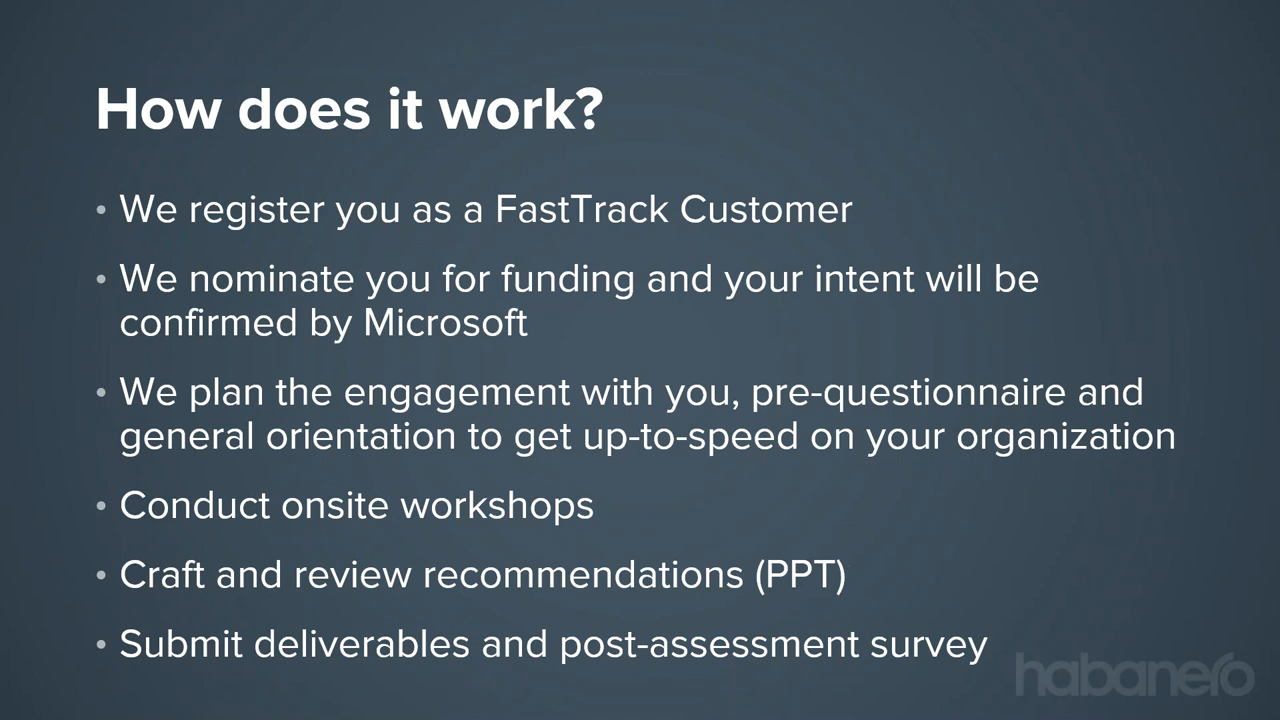 How does it work?
• We register you as a FastTrack Customer
• We nominate you for funding and your intent will be
confirmed by Microsoft
• We plan the engagement with you, pre-questionnaire and
general orientation to get up-to-speed on your organization
• Conduct onsite workshops
• Craft and review recommendations (PPT)
• Submit deliverables and post-assessment survey
habanero